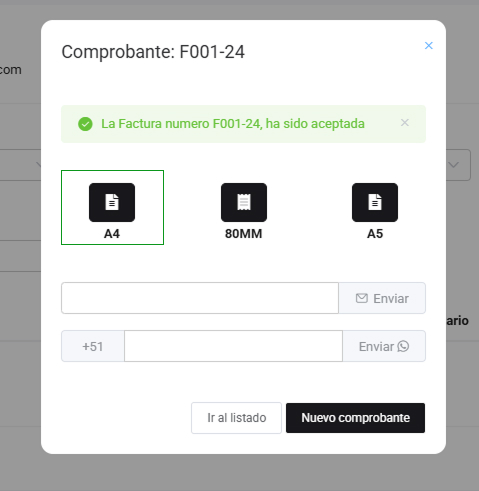 Comprobante: F001-24
com
La Factura numero F001-24, ha sido aceptada
A4
80MM
A5
Enviar
+51
Enviar
ario
Ir al listado
Nuevo comprobante